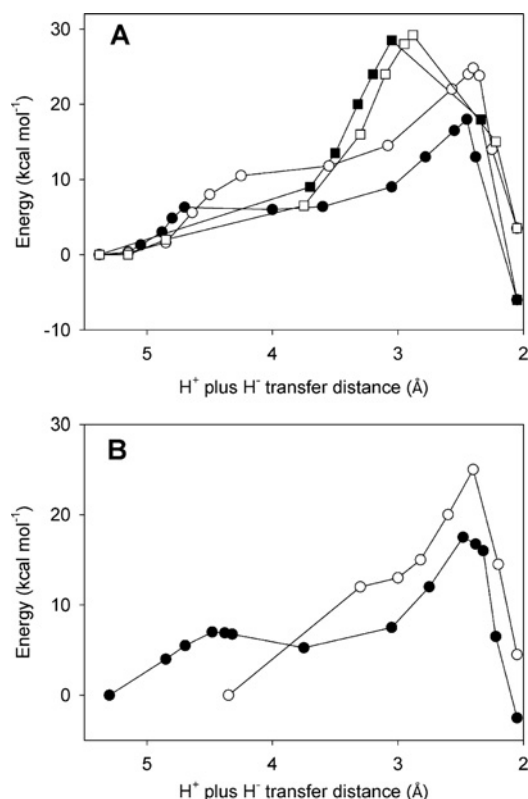 A
30
20
10
0
-10
Energy (kcal mol⁻¹)
5 4 3 2
H⁺ plus H⁻ transfer distance (Å)
B
30
20
10
0
Energy (kcal mol⁻¹)
5 4 3 2
H⁺ plus H⁻ transfer distance (Å)